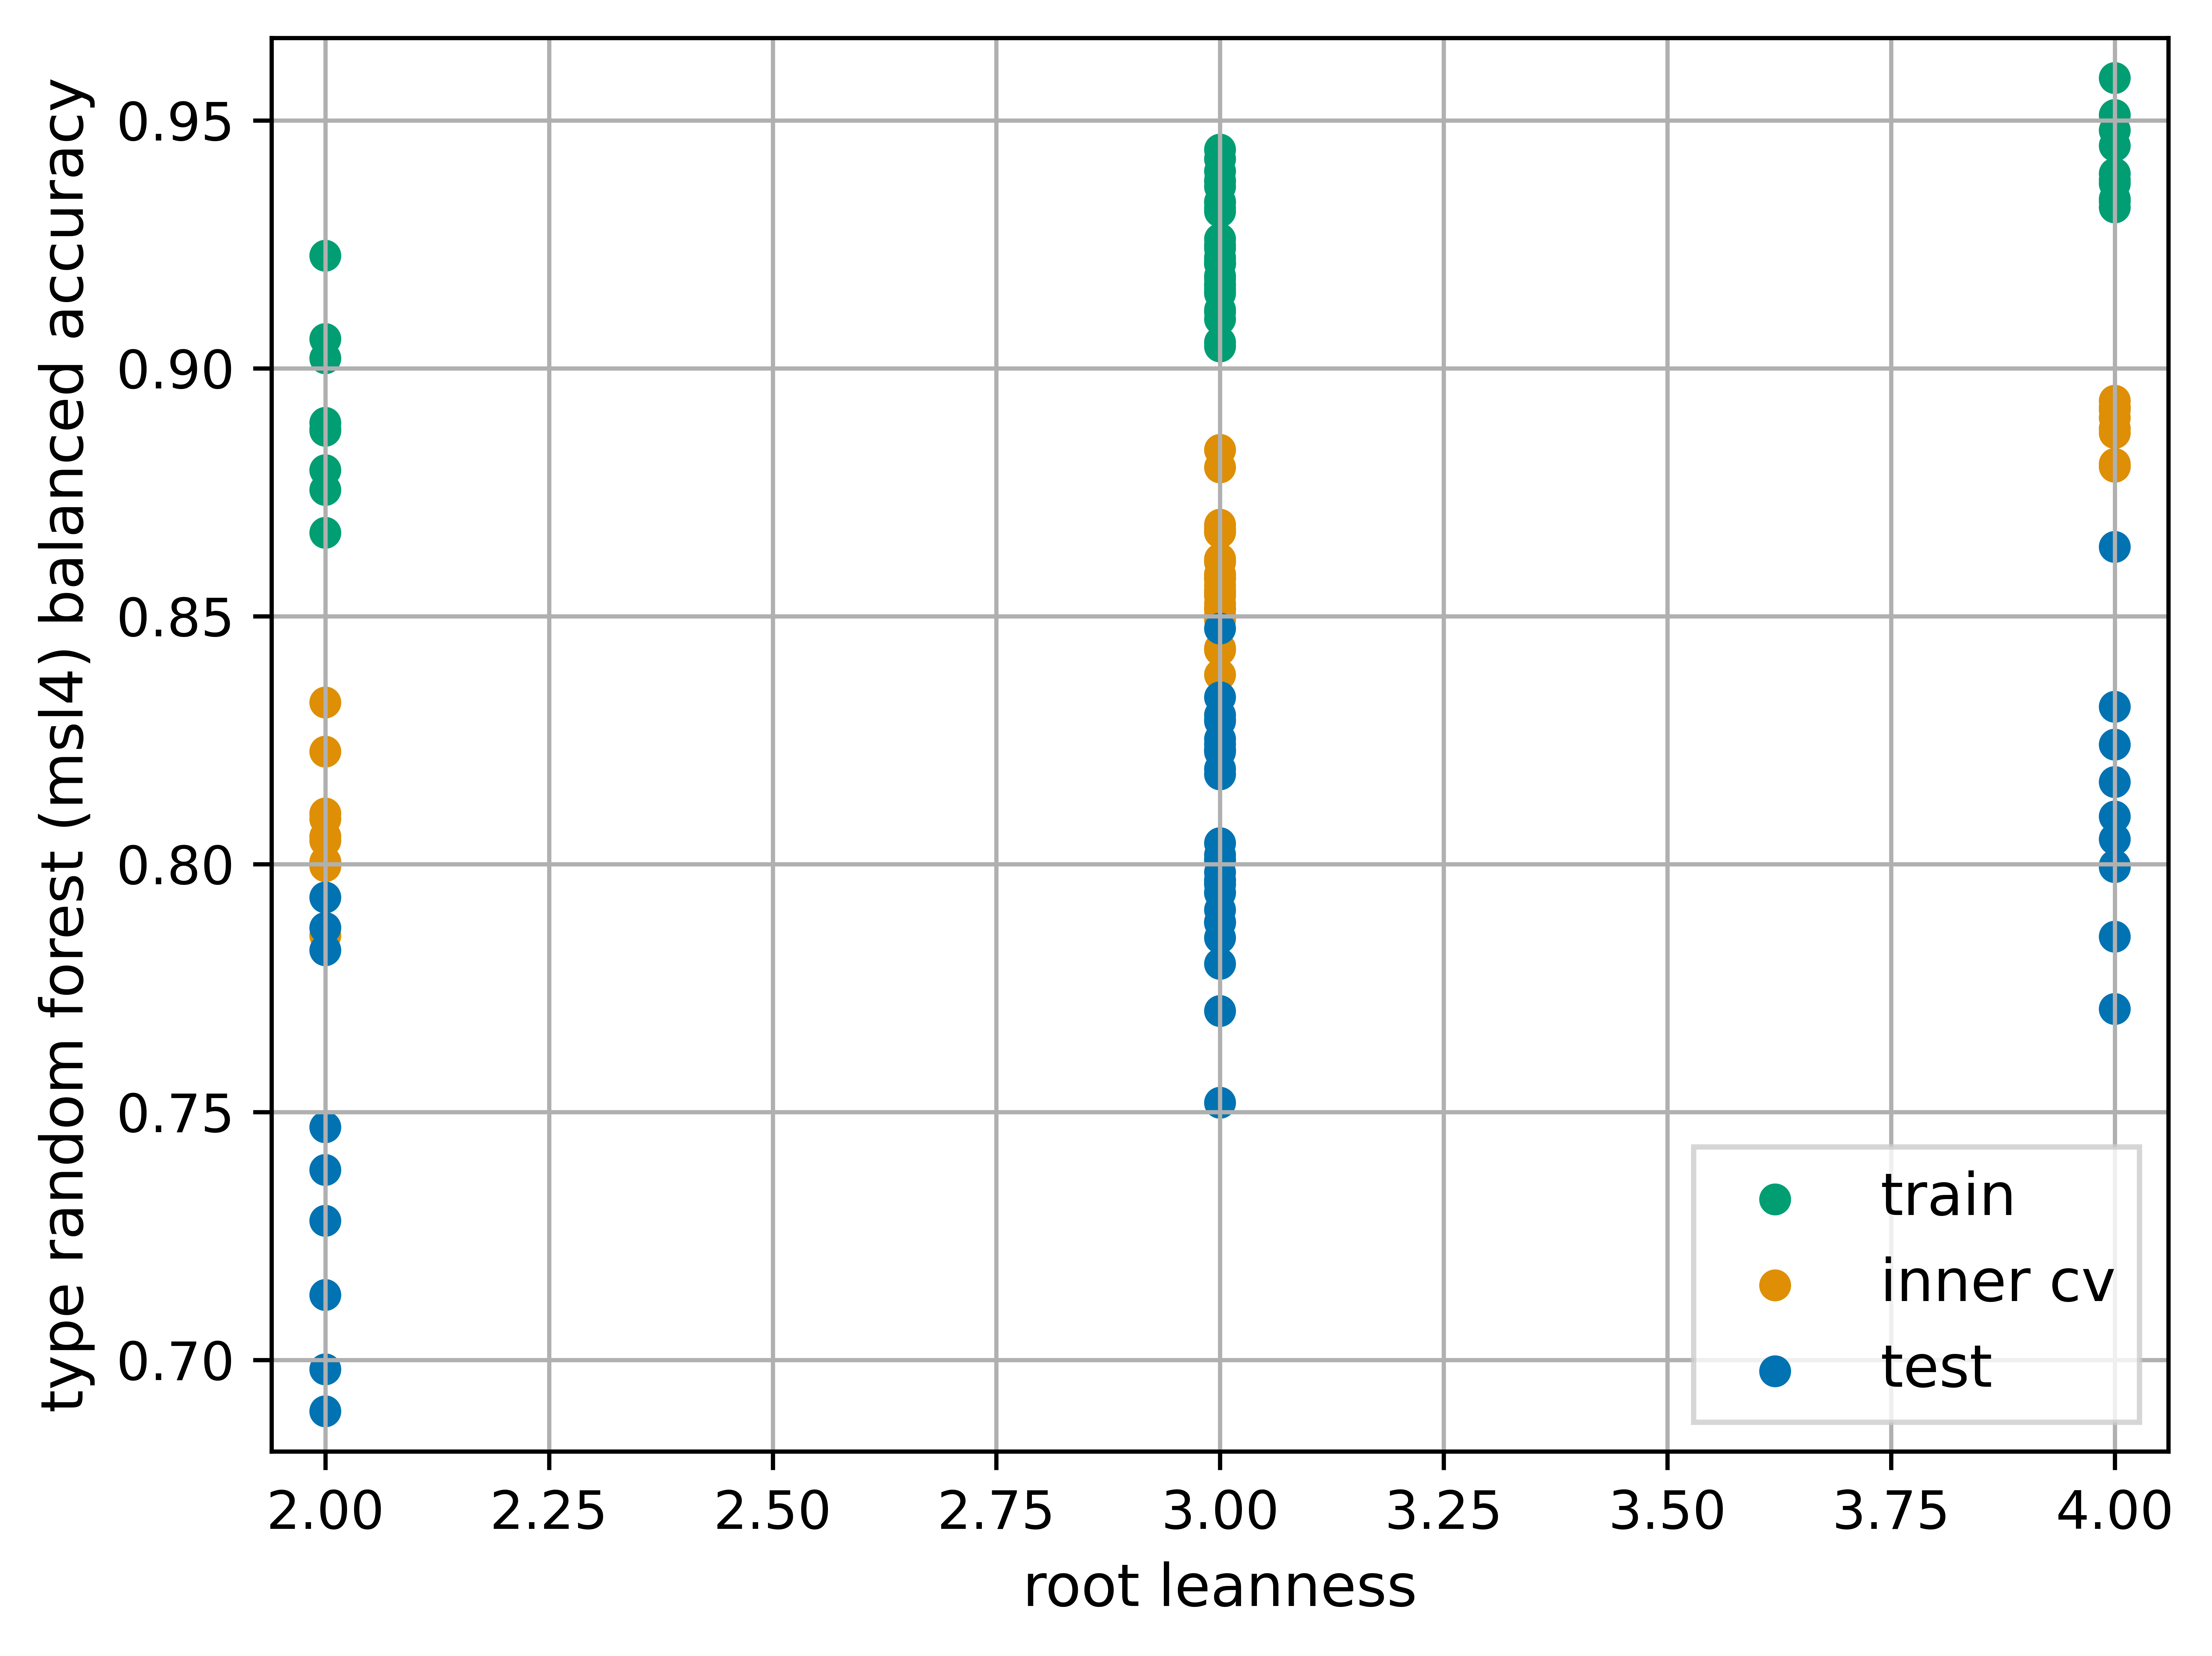 type random forest (msl4) balanced accuracy
0.95
0.90
0.85
0.80
0.75
0.70
train
inner cv
test
2.00 2.25 2.50 2.75 3.00 3.25 3.50 3.75 4.00
root leanness